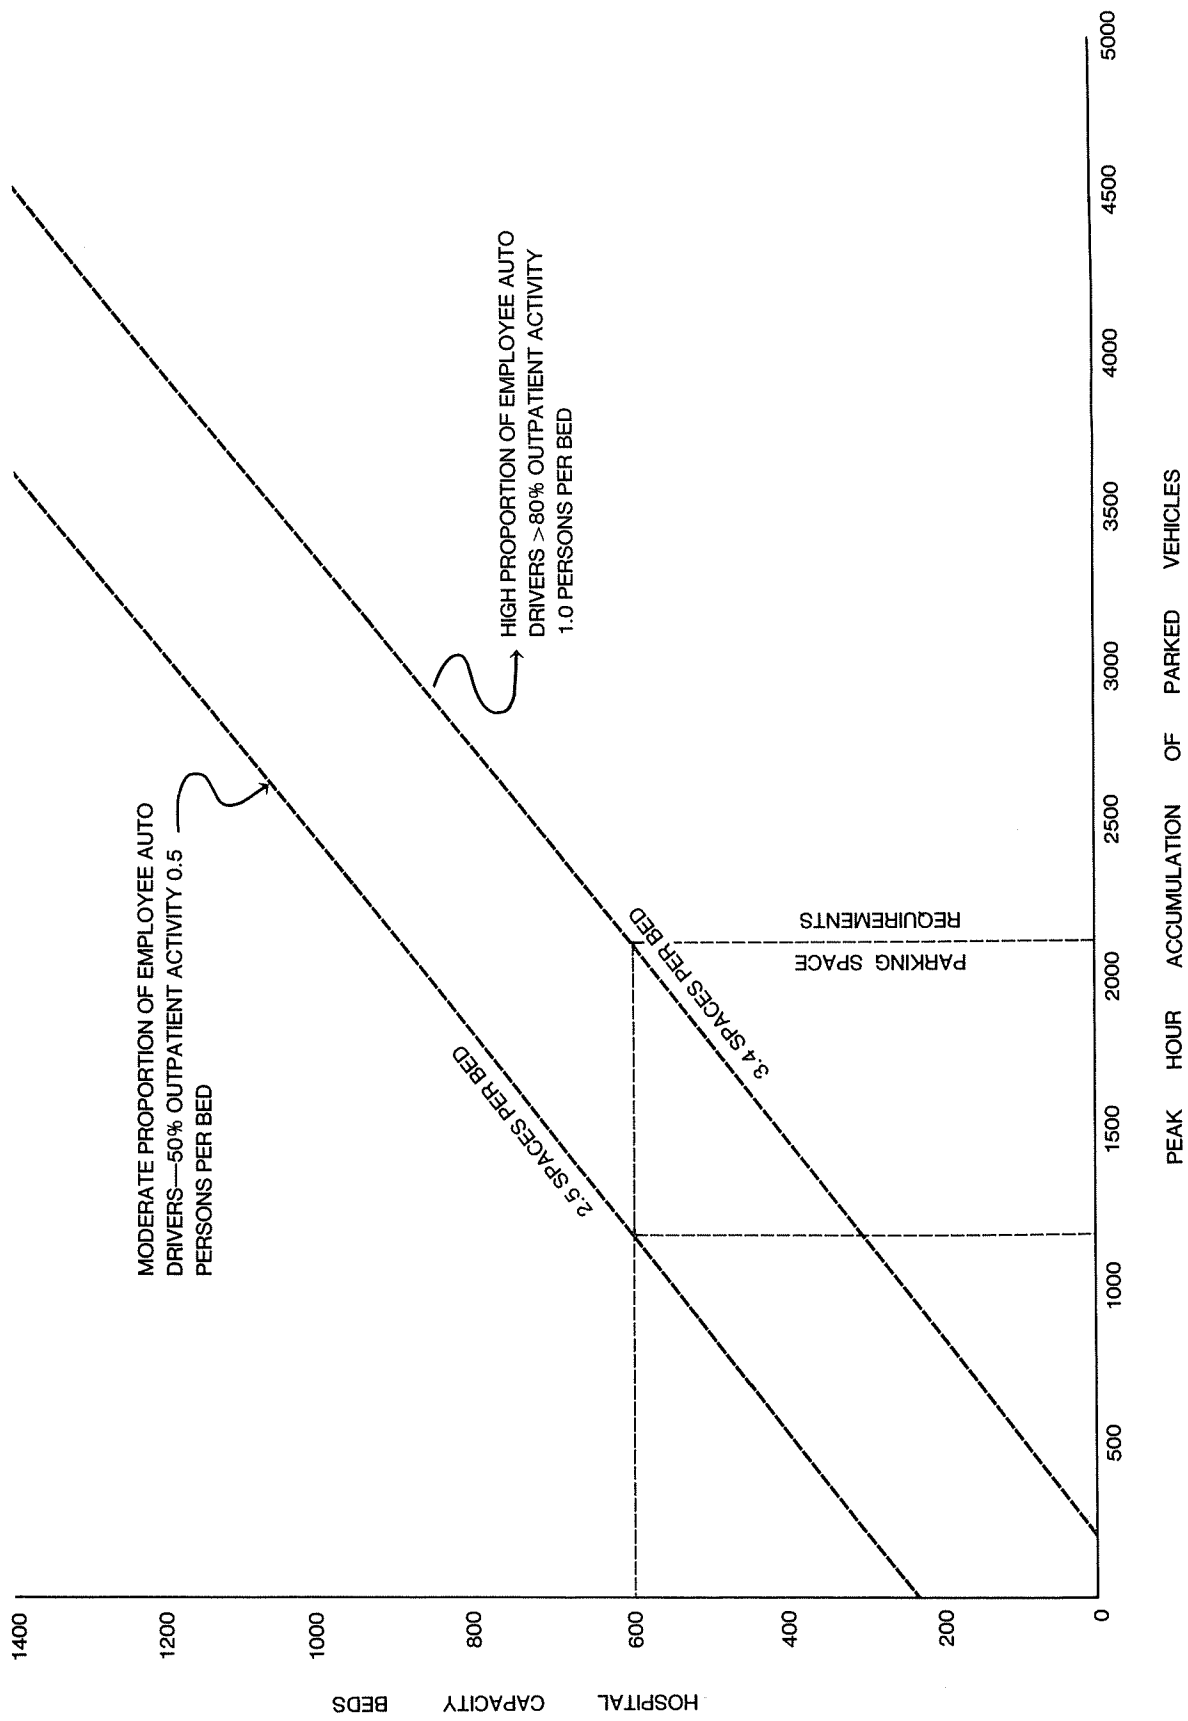 MODERATE PROPORTION OF EMPLOYEE AUTO
DRIVERS—50% OUTPATIENT ACTIVITY 0.5
PERSONS PER BED
HIGH PROPORTION OF EMPLOYEE AUTO
DRIVERS >80% OUTPATIENT ACTIVITY
1.0 PERSONS PER BED
2.5 SPACES PER BED
3.4 SPACES PER BED
PARKING SPACE
REQUIREMENTS
HOSPITAL CAPACITY BEDS
1400
1200
1000
800
600
400
200
0
500
1000
1500
2000
2500
3000
3500
4000
4500
5000
PEAK HOUR ACCUMULATION OF PARKED VEHICLES